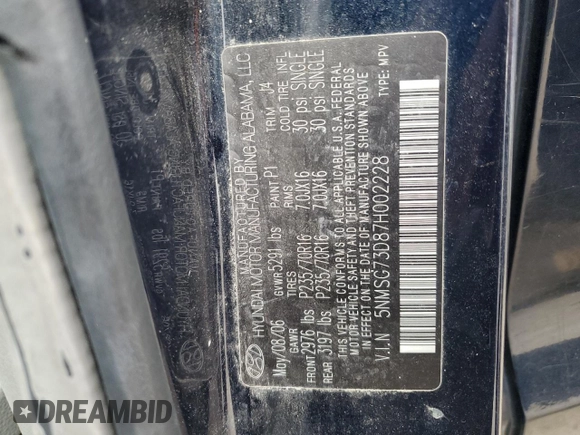 MANUFACTURED BY
HYUNDAI MOTOR MANUFACTURING ALABAMA, LLC
May/08/06 GVWR 5291 lbs PAINT P1 TRIM J4
GAWR TIRES RIMS COLD TIRE INFL
FRONT 2976 lbs P235/70R16 7.0JX16 30 psi SINGLE
REAR 3197 lbs P235/70R16 7.0JX16 30 psi SINGLE
THIS VEHICLE CONFORMS TO ALL APPLICABLE U.S.A. FEDERAL
MOTOR VEHICLE SAFETY AND THEFT PREVENTION STANDARDS
IN EFFECT ON THE DATE OF MANUFACTURE SHOWN ABOVE
V.I.N 5NMSG73D87H002228 TYPE: MPV
DREAMBID